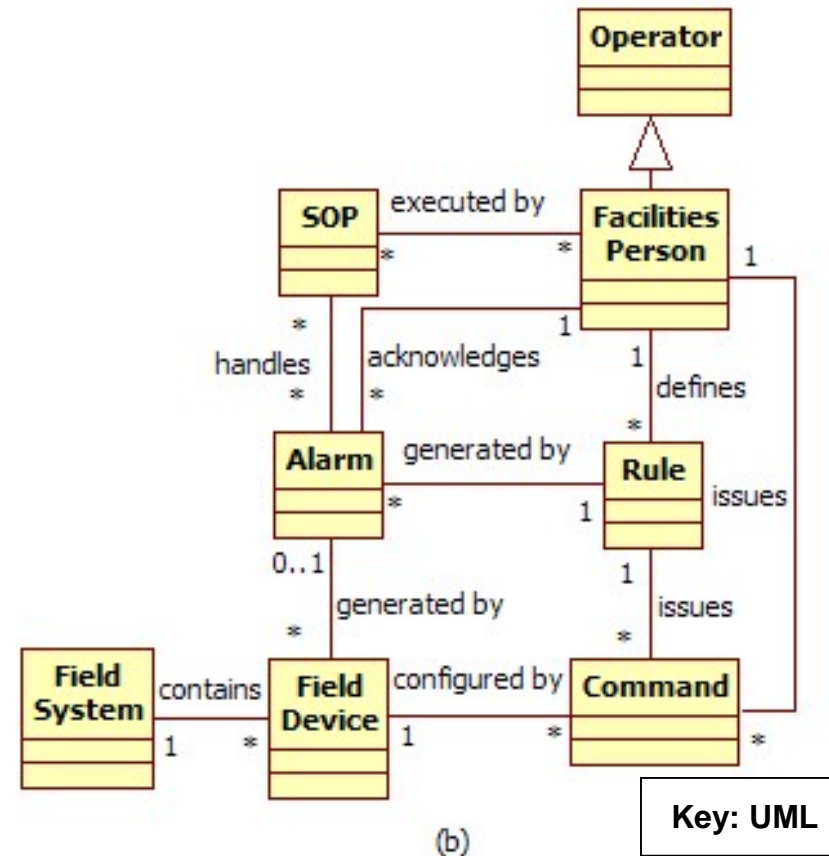 Operator
SOP
executed by
*
*
Facilities
Person
1
*
handles
*
acknowledges
1
*
1
defines
*
Alarm
generated by
*
1
Rule
issues
0..1
generated by
*
1
issues
*
Field
System
contains
1
*
Field
Device
configured by
1
*
Command
*
Key: UML
(b)